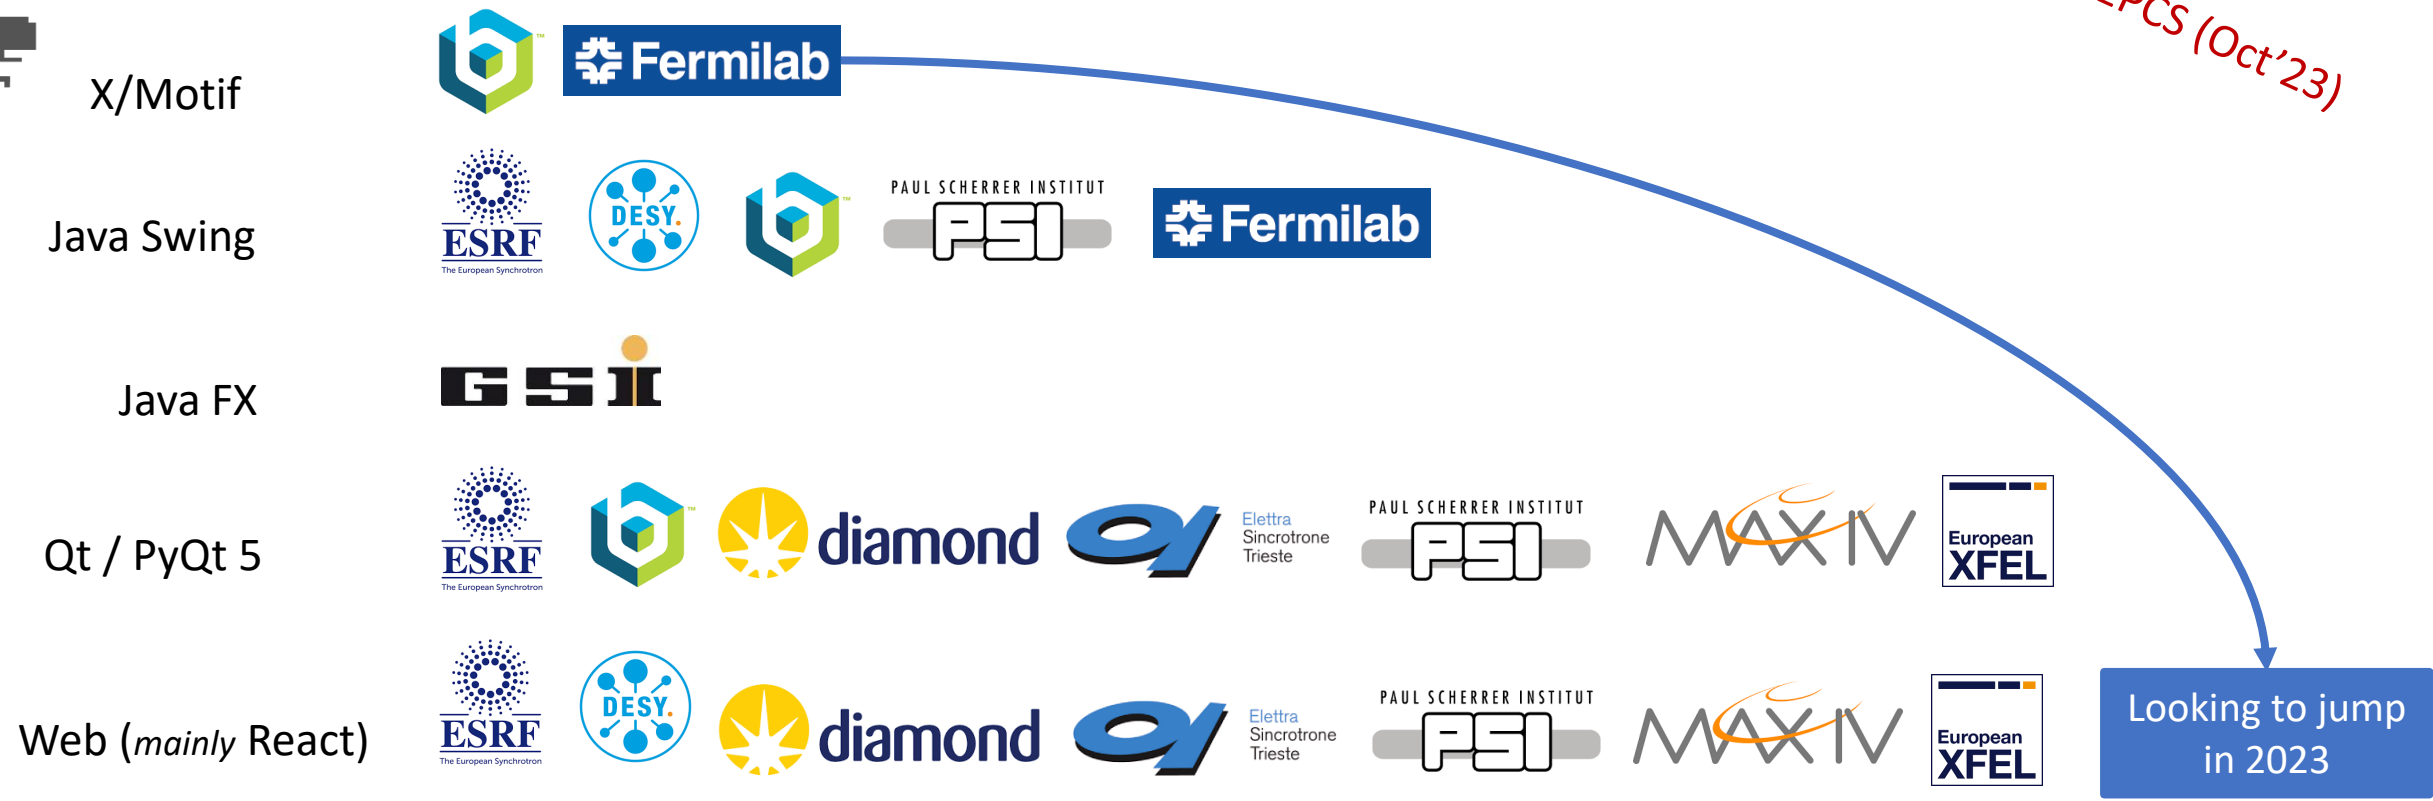 EPCS (Oct'23)
X/Motif
Fermilab
Java Swing
ESRF
The European Synchrotron
DESY.
PAUL SCHERRER INSTITUT
PSI
Fermilab
Java FX
GSI
Qt / PyQt 5
ESRF
The European Synchrotron
diamond
Elettra
Sincrotrone
Trieste
PAUL SCHERRER INSTITUT
PSI
MAX IV
European
XFEL
Web (mainly React)
ESRF
The European Synchrotron
DESY.
diamond
Elettra
Sincrotrone
Trieste
PAUL SCHERRER INSTITUT
PSI
MAX IV
European
XFEL
Looking to jump
in 2023